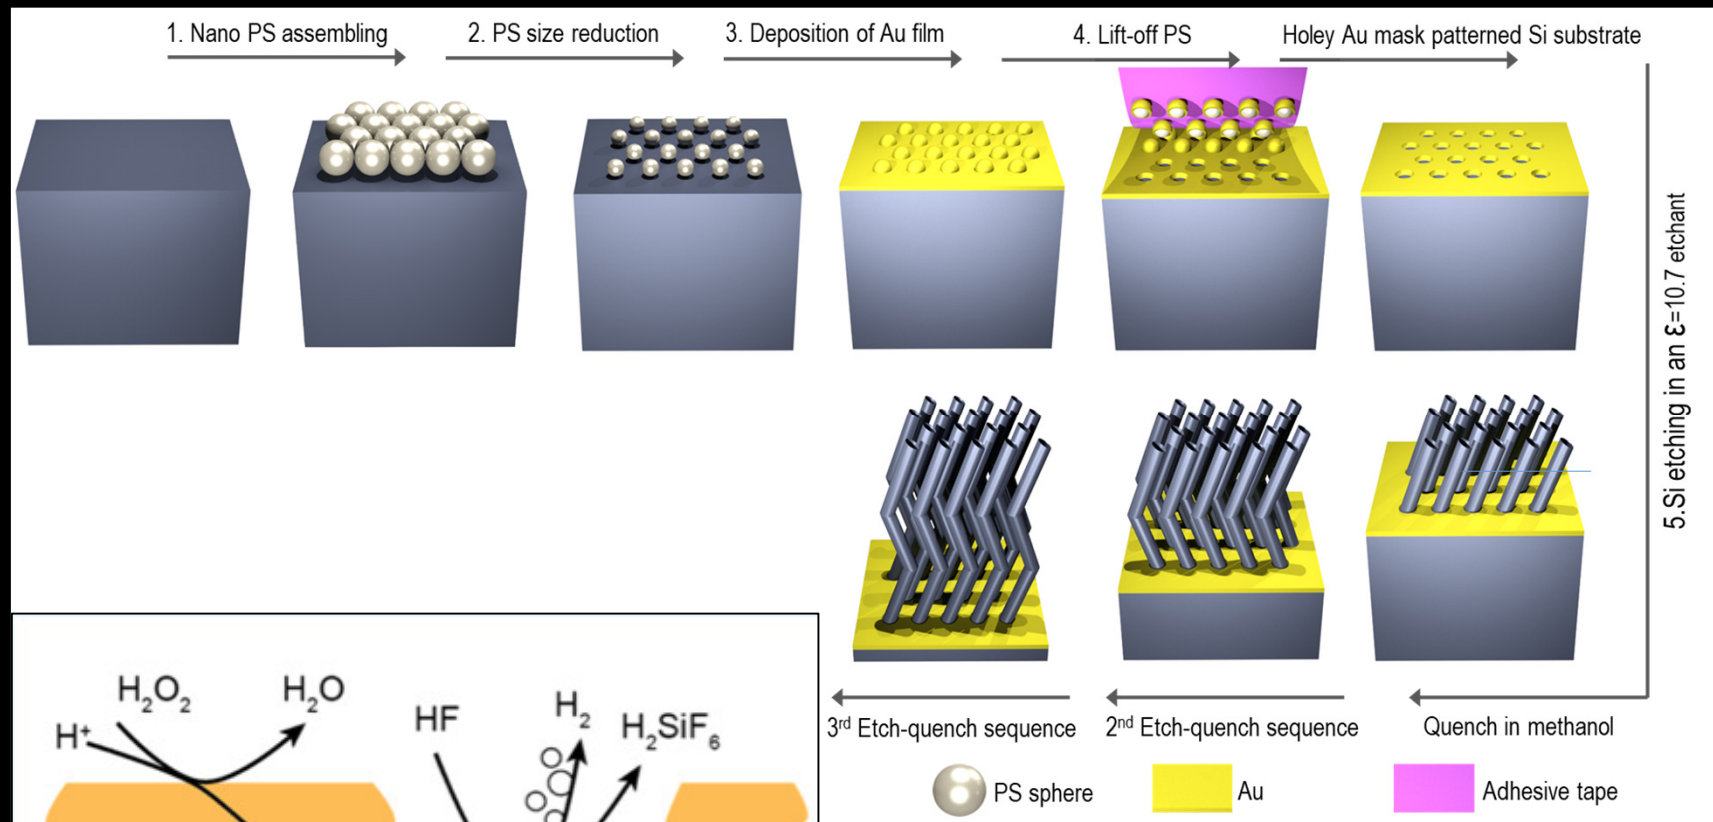 1. Nano PS assembling
2. PS size reduction
3. Deposition of Au film
4. Lift-off PS
Holey Au mask patterned Si substrate
5.Si etching in an ε=10.7 etchant
3rd Etch-quench sequence
2nd Etch-quench sequence
Quench in methanol
PS sphere
Au
Adhesive tape
H₂O₂
H₂O
H⁺
HF
H₂
H₂SiF₆